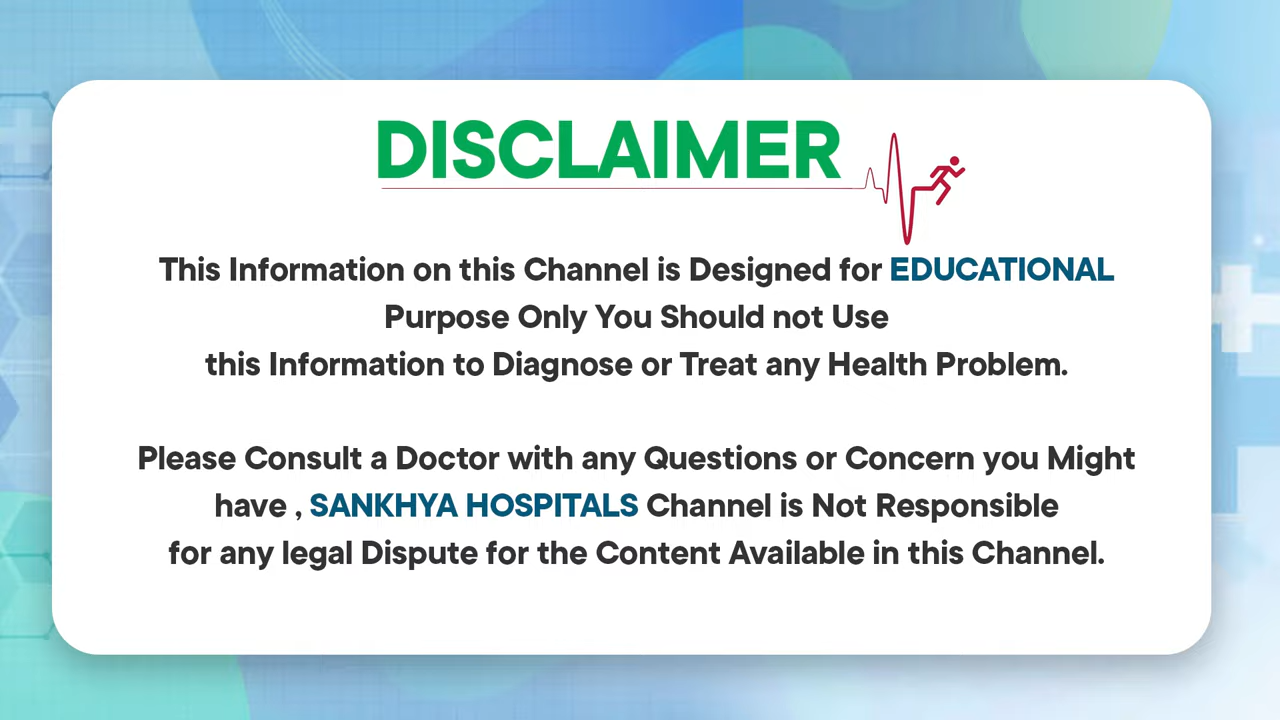 DISCLAIMER
This Information on this Channel is Designed for EDUCATIONAL
Purpose Only You Should not Use
this Information to Diagnose or Treat any Health Problem.
Please Consult a Doctor with any Questions or Concern you Might
have , SANKHYA HOSPITALS Channel is Not Responsible
for any legal Dispute for the Content Available in this Channel.